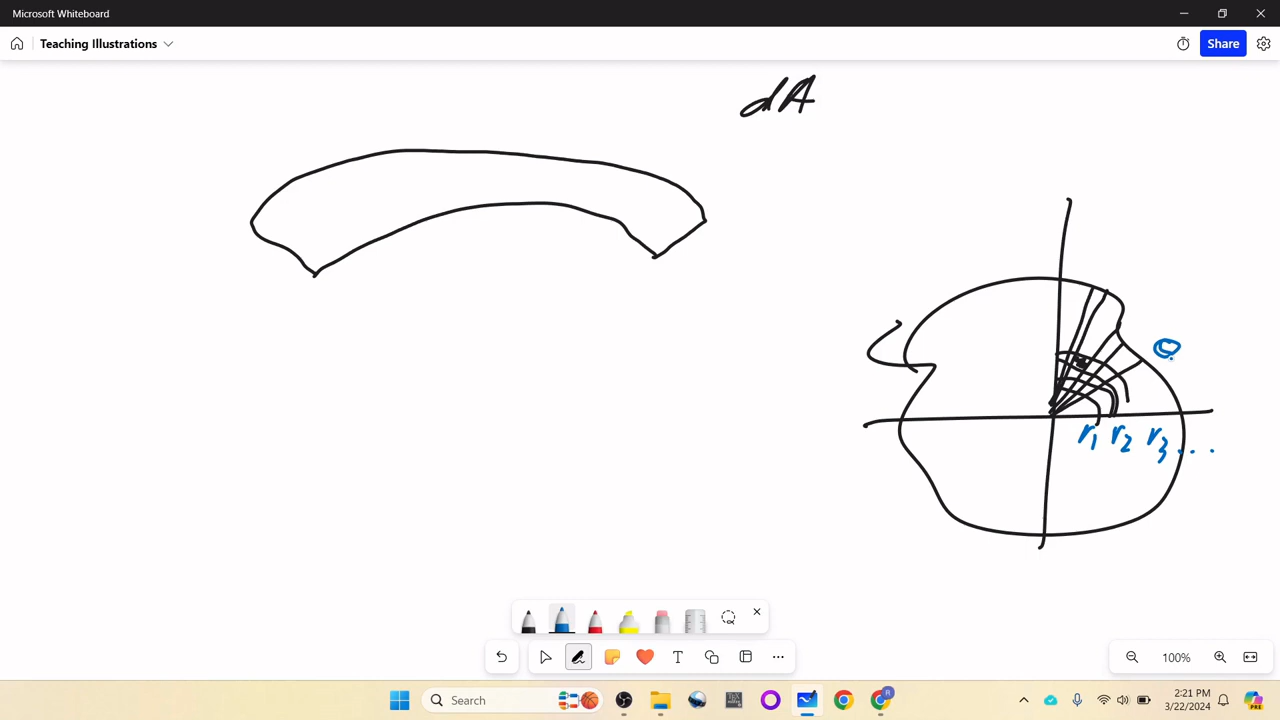 Microsoft Whiteboard
Teaching Illustrations
Share
dA
θ
r1 r2 r3 ...
100%
Search
2:21 PM
3/22/2024